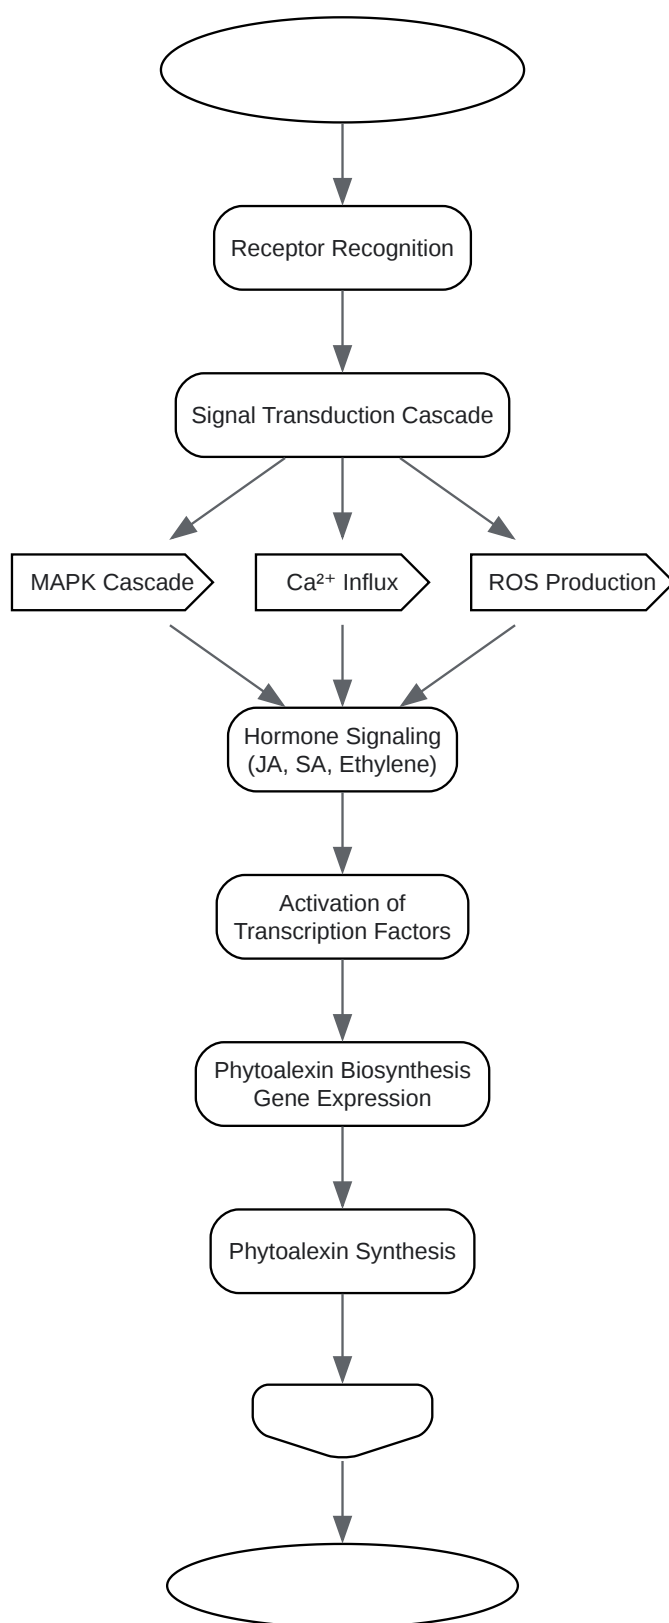 Receptor Recognition
Signal Transduction Cascade
MAPK Cascade
Ca²⁺ Influx
ROS Production
Hormone Signaling
(JA, SA, Ethylene)
Activation of
Transcription Factors
Phytoalexin Biosynthesis
Gene Expression
Phytoalexin Synthesis